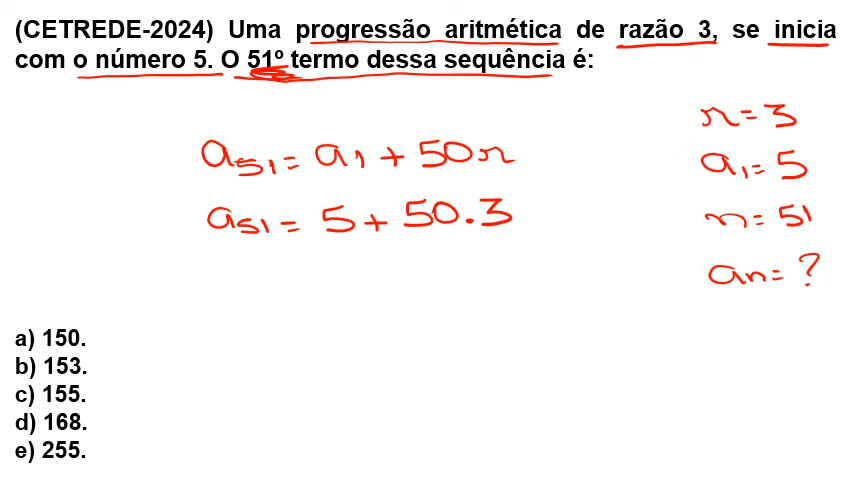 (CETREDE-2024) Uma progressão aritmética de razão 3, se inicia
com o número 5. O 51º termo dessa sequência é:
r = 3
a51 = a1 + 50r
a1 = 5
a51 = 5 + 50.3
n = 51
an = ?
a) 150.
b) 153.
c) 155.
d) 168.
e) 255.